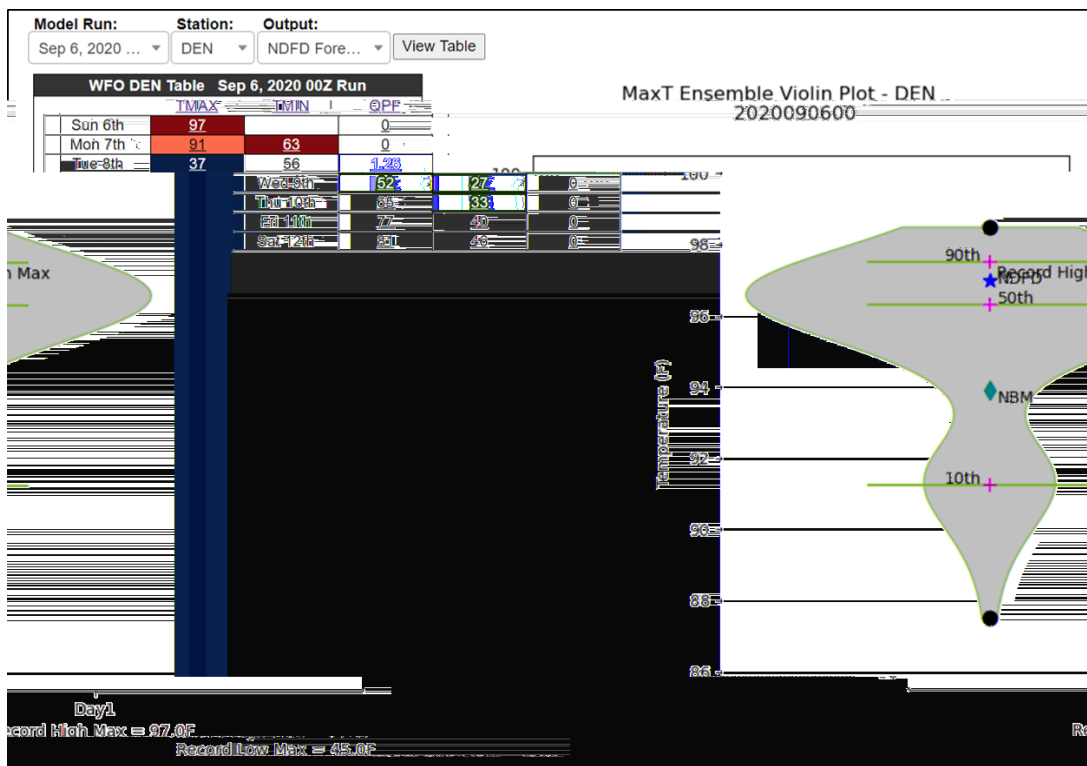 Model Run: Station: Output:
Sep 6, 2020 ... DEN NDFD Fore... View Table
WFO DEN Table Sep 6, 2020 00Z Run
TMAX TMIN QPF
Sun 6th 97 0
Mon 7th 91 63 0
Tue 8th 37 56 1.26
Wed 9th 52 27 0
Thu 10th 33 0
Fri 11th 77 40 0
Sat 12th 81 46 0
MaxT Ensemble Violin Plot - DEN
2020090600
100
100
98
96
94
92
90
88
86
Temperature (F)
90th
Record High
NDFD
50th
NBM
10th
Max
Day1
ecord High Max = 97.0F
Record Low Max = 45.0F